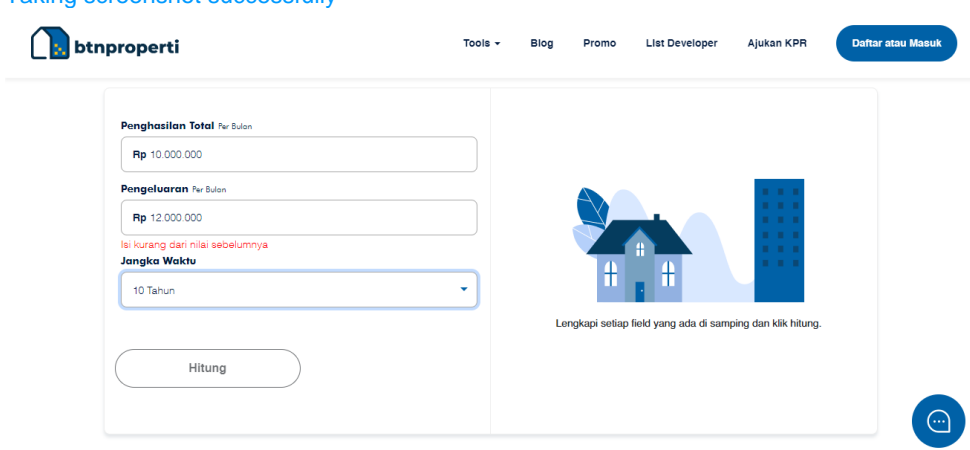 Taking screenshot successfully
btnproperti
Tools Blog Promo List Developer Ajukan KPR Daftar atau Masuk
Penghasilan Total Per Bulan
Rp 10.000.000
Pengeluaran Per Bulan
Rp 12.000.000
Isi kurang dari nilai sebelumnya
Jangka Waktu
10 Tahun
Hitung
Lengkapi setiap field yang ada di samping dan klik hitung.